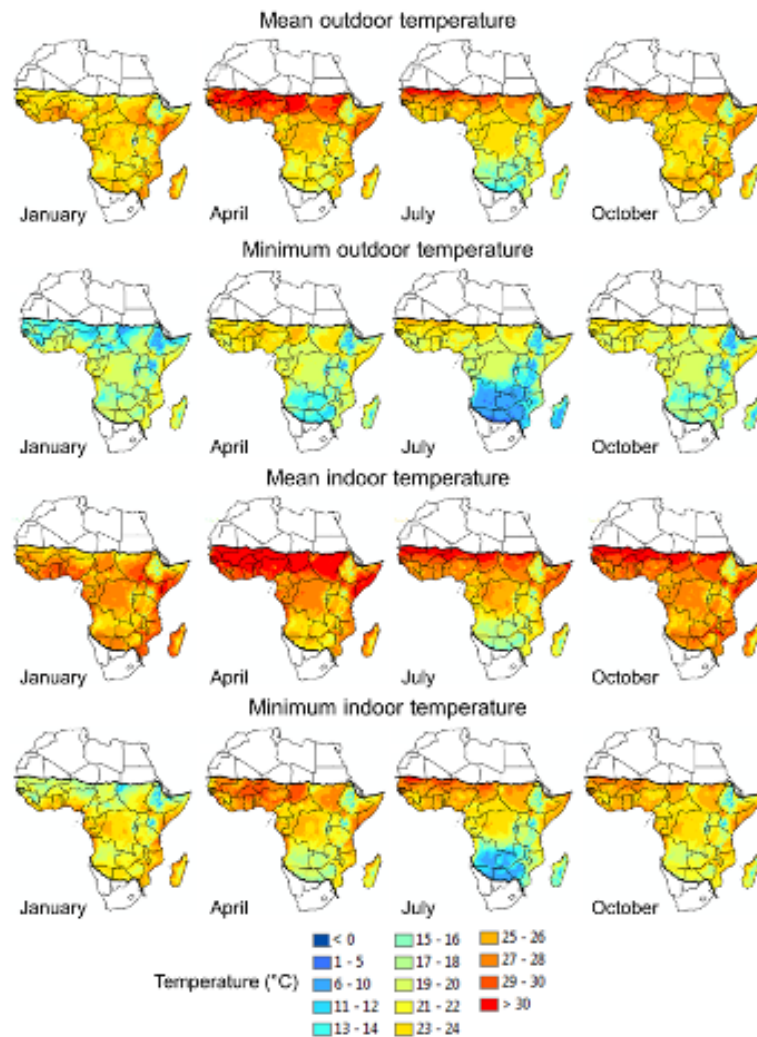 Mean outdoor temperature
January April July October
Minimum outdoor temperature
January April July October
Mean indoor temperature
January April July October
Minimum indoor temperature
January April July October
Temperature (°C)
< 0
1 - 5
6 - 10
11 - 12
13 - 14
15 - 16
17 - 18
19 - 20
21 - 22
23 - 24
25 - 26
27 - 28
29 - 30
> 30